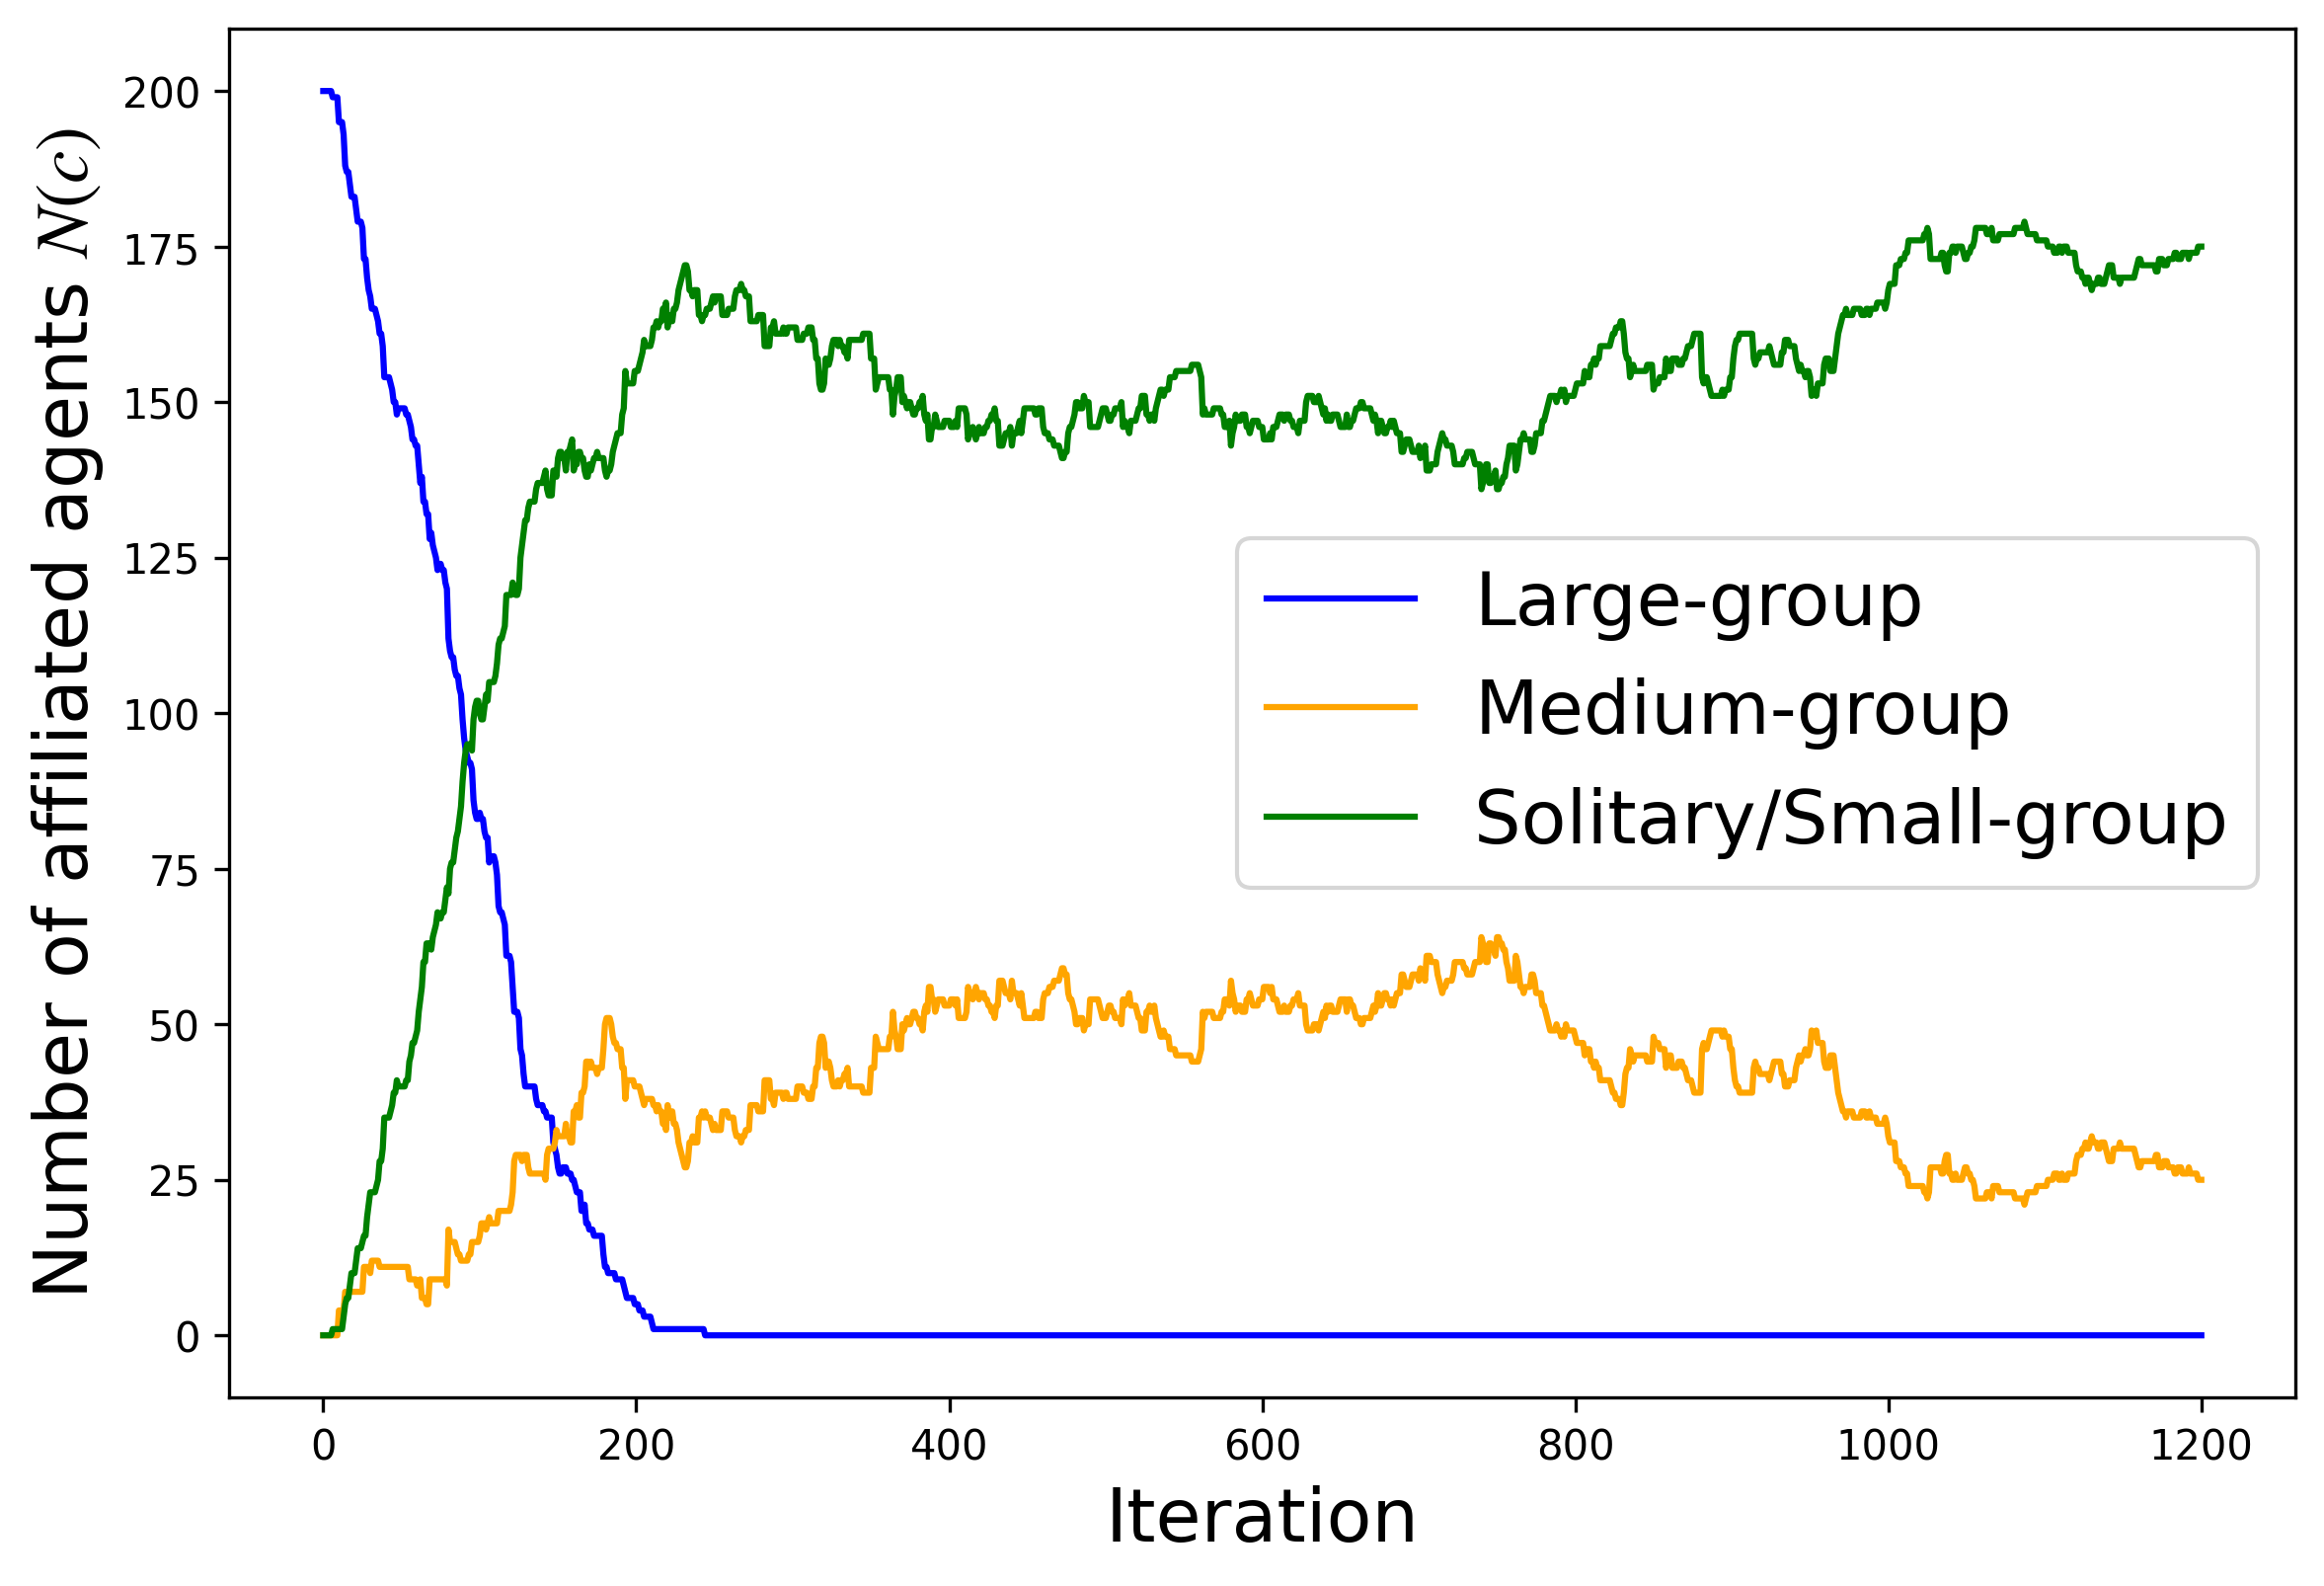 Number of affiliated agents N(c)
200
175
150
125
100
75
50
25
0
Large-group
Medium-group
Solitary/Small-group
0 200 400 600 800 1000 1200
Iteration